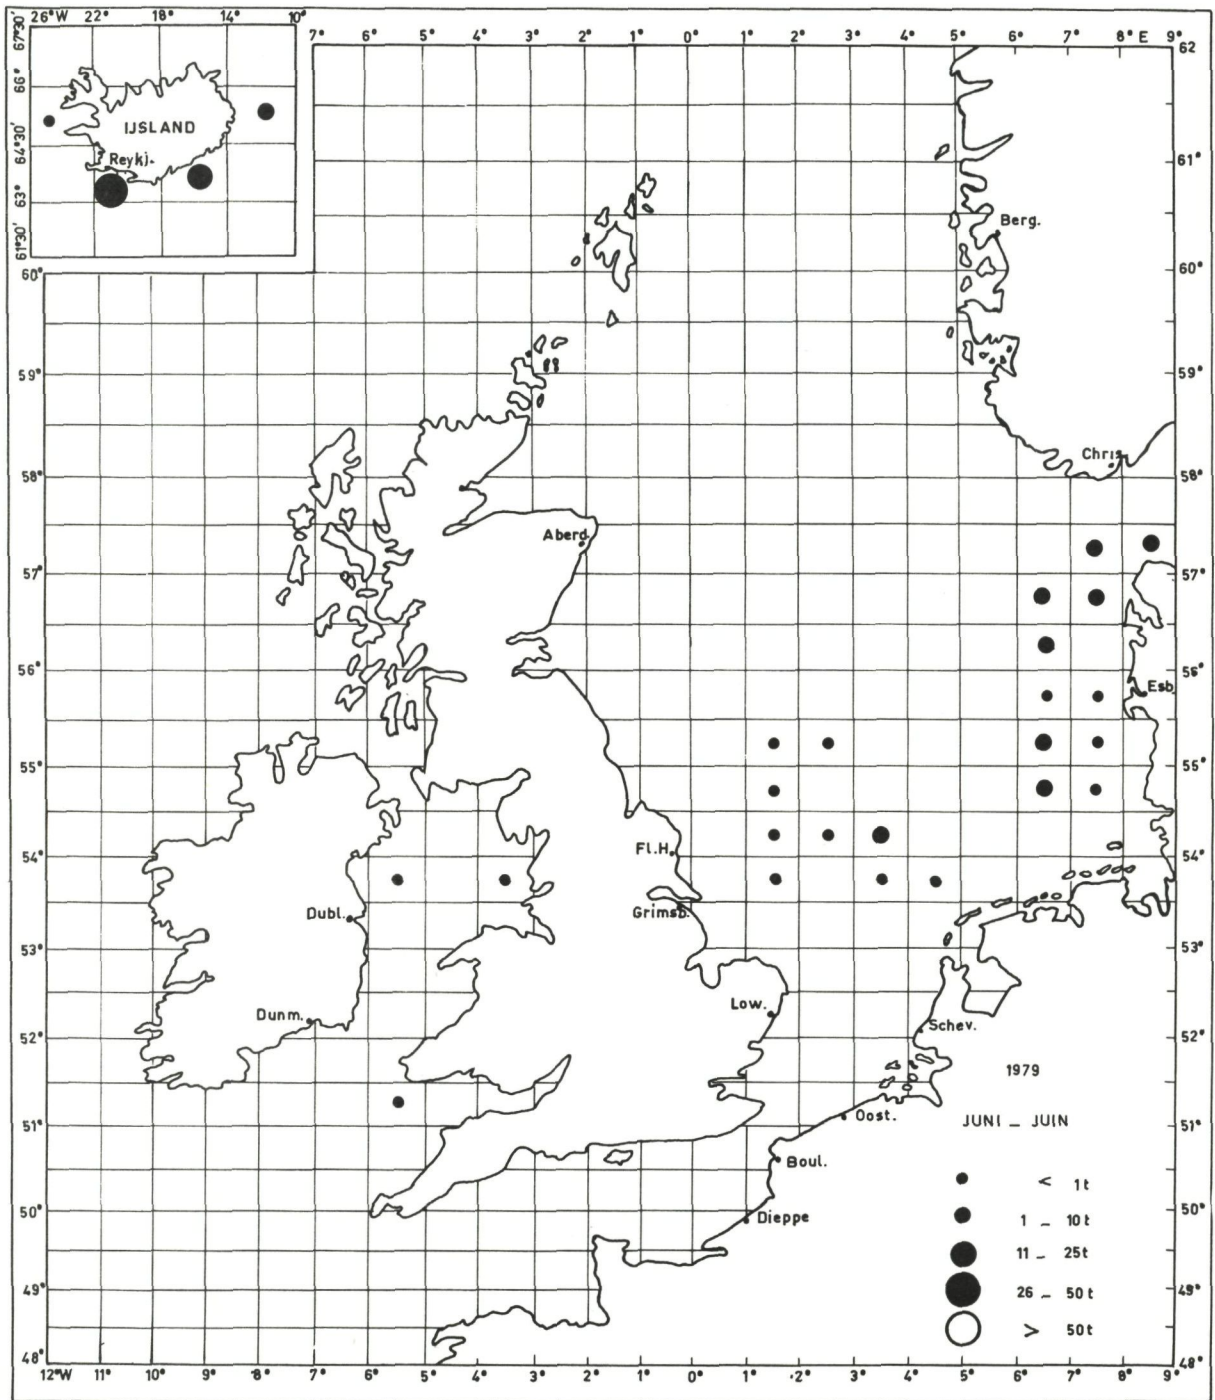 26°W 22° 18° 14° 10°
67°30'
66°
64°30'
63°
61°30'
IJSLAND
Reykj.
7° 6° 5° 4° 3° 2° 1° 0° 1° 2° 3° 4° 5° 6° 7° 8° E 9°
62
61°
60°
59°
58°
57°
56°
55°
54°
53°
52°
51°
50°
49°
48°
60°
59°
58°
57°
56°
55°
54°
53°
52°
51°
50°
49°
48°
Berg.
Chris
Aberd.
Esb
Fl.H.
Grimsb.
Dubl.
Dunm.
Low.
Schev.
Oost.
Boul.
Dieppe
1979
JUNI _ JUIN
< 1t
1 _ 10t
11 _ 25t
26 _ 50t
> 50t
12°W 10° 9° 8° 7° 6° 5° 4° 3° 2° 1° 0° 1° 2° 3° 4° 5° 6° 7° 8° 9°